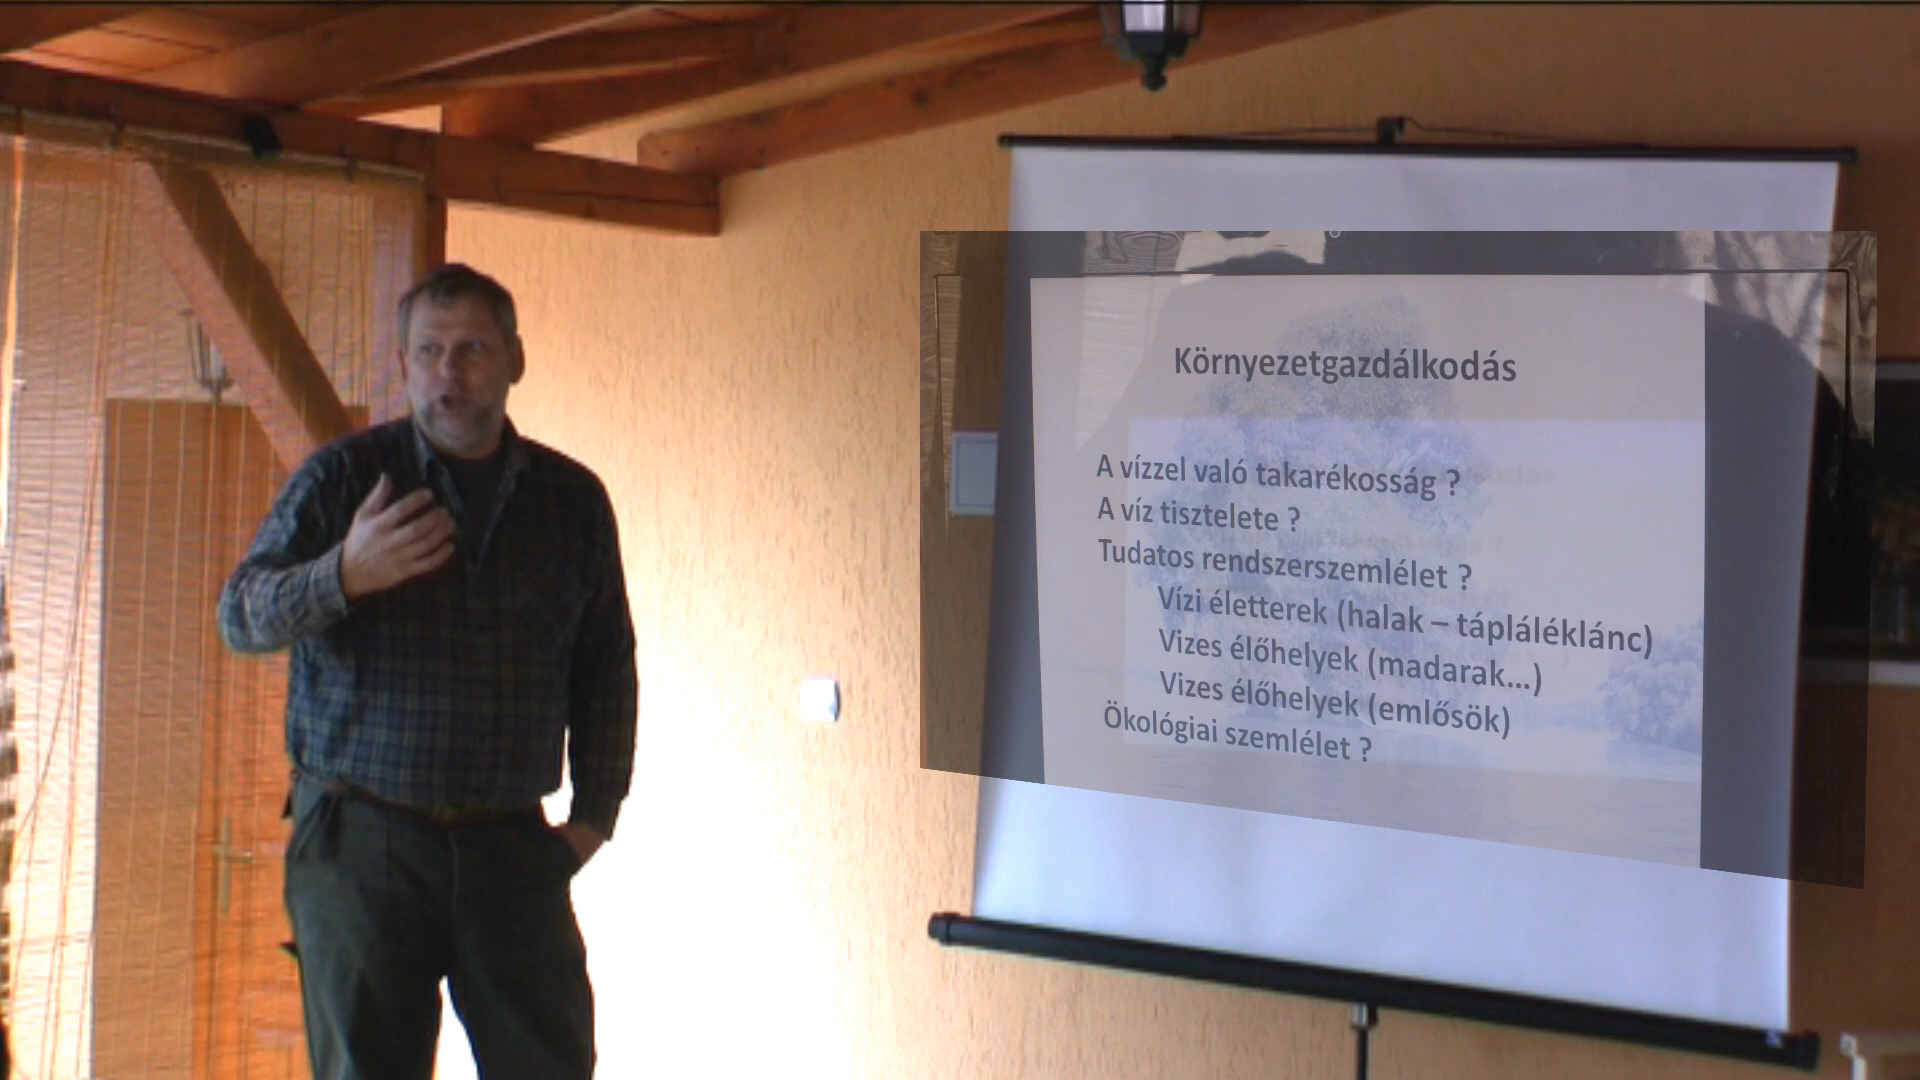 Környezetgazdálkodás
A vízzel való takarékosság ?
A víz tisztelete ?
Tudatos rendszerszemlélet ?
Vízi életterek (halak – tápláléklánc)
Vizes élőhelyek (madarak...)
Vizes élőhelyek (emlősök)
Ökológiai szemlélet ?